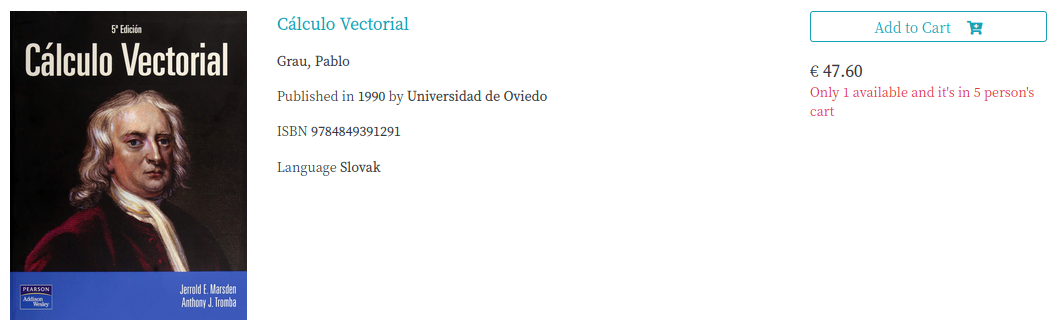 5ª Edición
Cálculo Vectorial
PEARSON
Addison
Wesley
Jerrold E. Marsden
Anthony J. Tromba
Cálculo Vectorial
Grau, Pablo
Published in 1990 by Universidad de Oviedo
ISBN 9784849391291
Language Slovak
Add to Cart
€ 47.60
Only 1 available and it's in 5 person's
cart